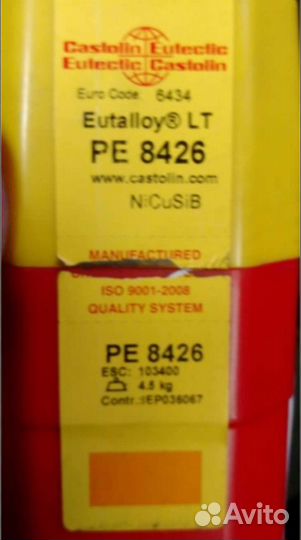 Castolin Eutectic
Eutectic Castolin
Euro Code: 6434
Eutalloy® LT
PE 8426
www.castolin.com
NiCuSiB
MANUFACTURED
ISO 9001-2008
QUALITY SYSTEM
PE 8426
ESC: 103400
4.5 kg
Contr.:IEP036067
Avito